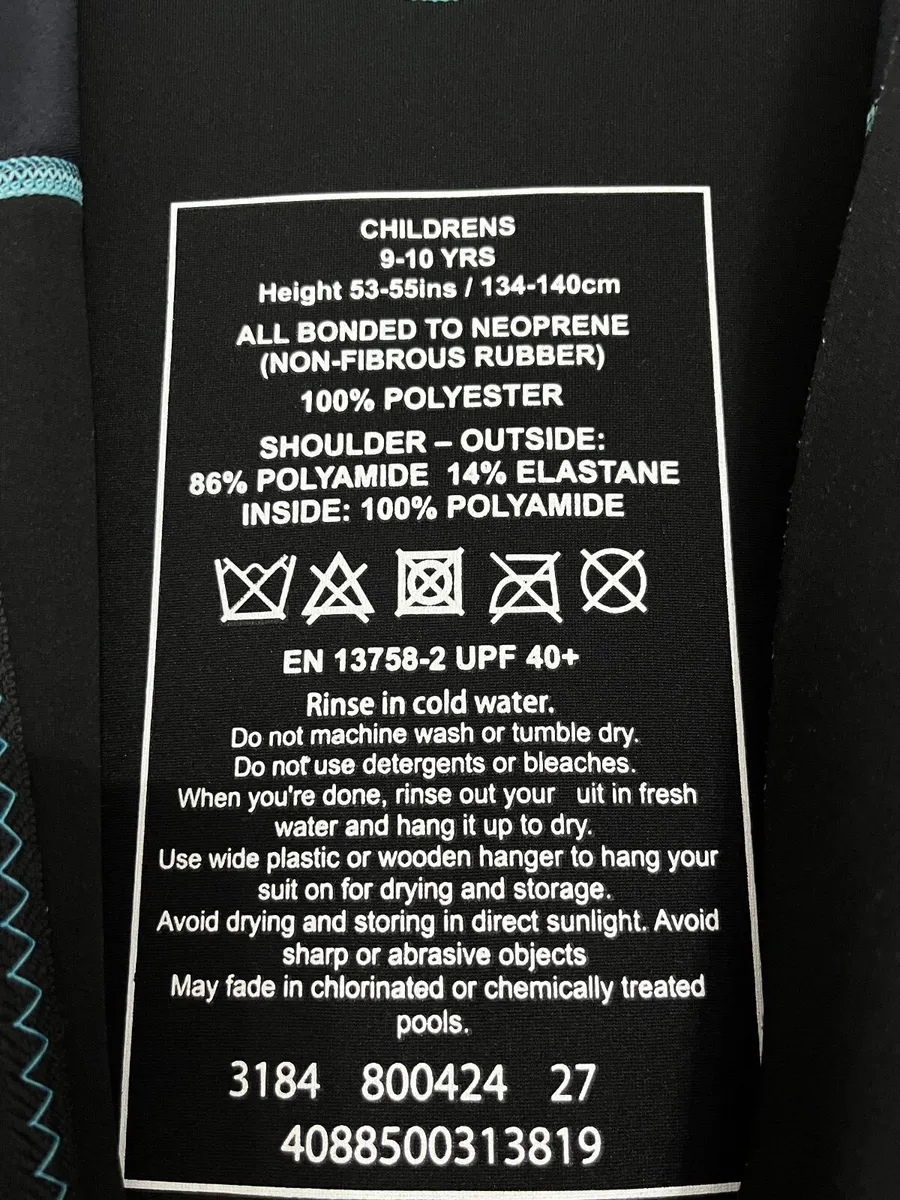 CHILDRENS
9-10 YRS
Height 53-55ins / 134-140cm
ALL BONDED TO NEOPRENE
(NON-FIBROUS RUBBER)
100% POLYESTER
SHOULDER – OUTSIDE:
86% POLYAMIDE 14% ELASTANE
INSIDE: 100% POLYAMIDE
EN 13758-2 UPF 40+
Rinse in cold water.
Do not machine wash or tumble dry.
Do not use detergents or bleaches.
When you're done, rinse out your uit in fresh
water and hang it up to dry.
Use wide plastic or wooden hanger to hang your
suit on for drying and storage.
Avoid drying and storing in direct sunlight. Avoid
sharp or abrasive objects
May fade in chlorinated or chemically treated
pools.
3184 800424 27
4088500313819